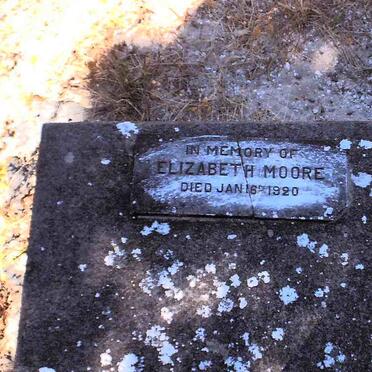 IN MEMORY OF
ELIZABETH MOORE
DIED JAN 16TH 1920